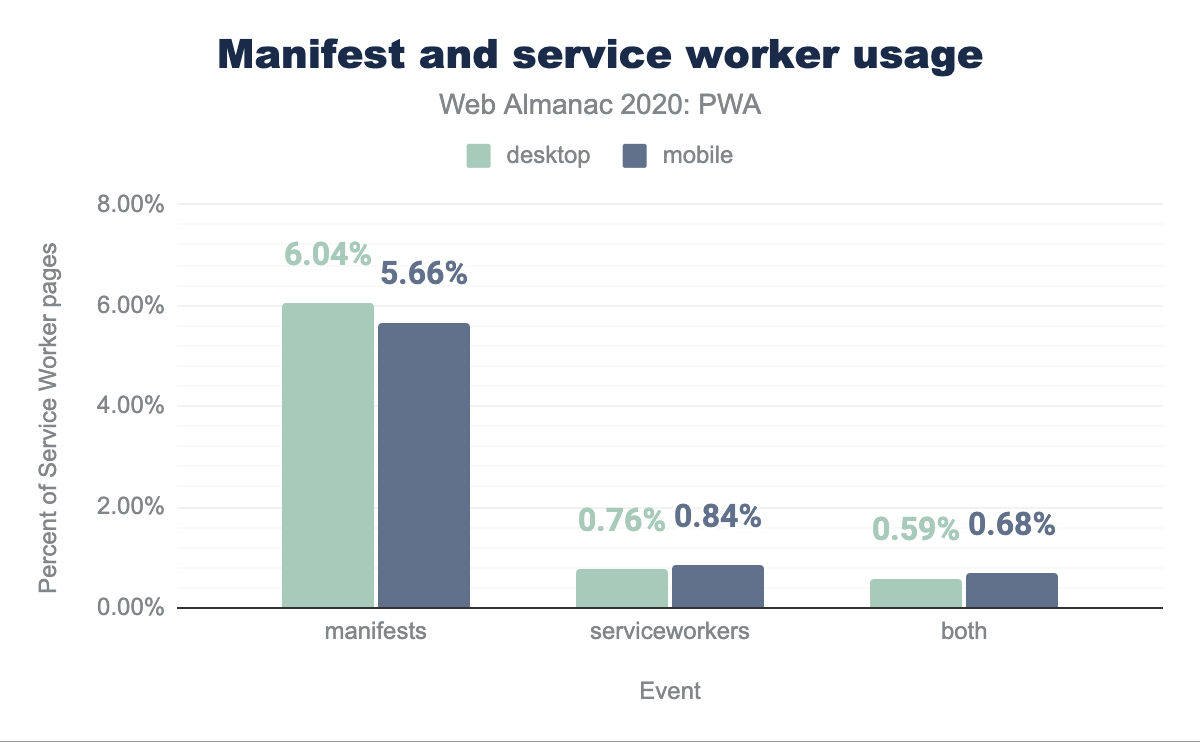 Manifest and service worker usage
Web Almanac 2020: PWA
desktop mobile
Percent of Service Worker pages
8.00%
6.00%
4.00%
2.00%
0.00%
6.04% 5.66%
0.76% 0.84%
0.59% 0.68%
manifests serviceworkers both
Event